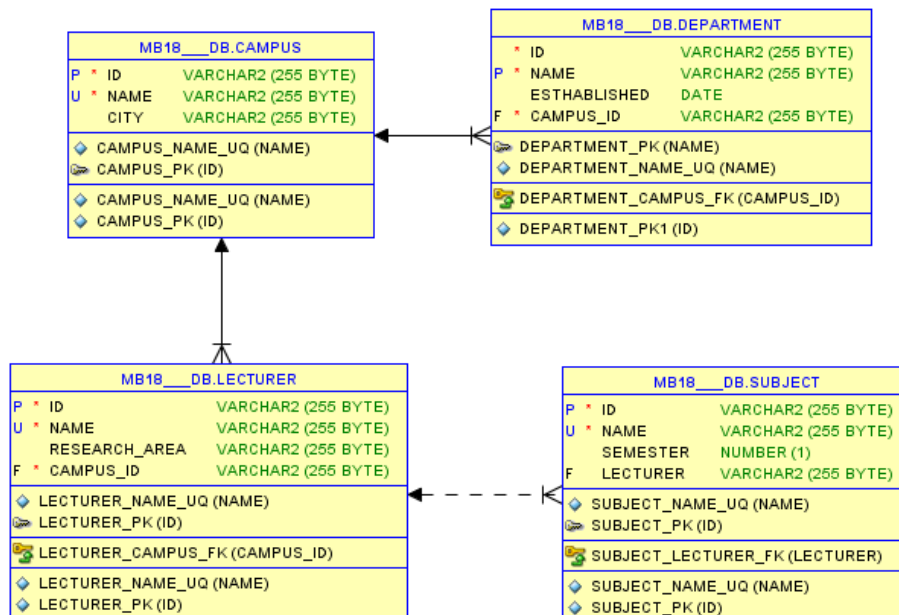 MB18___DB.CAMPUS
P * ID VARCHAR2 (255 BYTE)
U * NAME VARCHAR2 (255 BYTE)
CITY VARCHAR2 (255 BYTE)
CAMPUS_NAME_UQ (NAME)
CAMPUS_PK (ID)
CAMPUS_NAME_UQ (NAME)
CAMPUS_PK (ID)
MB18___DB.DEPARTMENT
* ID VARCHAR2 (255 BYTE)
P * NAME VARCHAR2 (255 BYTE)
ESTHABLISHED DATE
F * CAMPUS_ID VARCHAR2 (255 BYTE)
DEPARTMENT_PK (NAME)
DEPARTMENT_NAME_UQ (NAME)
DEPARTMENT_CAMPUS_FK (CAMPUS_ID)
DEPARTMENT_PK1 (ID)
MB18___DB.LECTURER
P * ID VARCHAR2 (255 BYTE)
U * NAME VARCHAR2 (255 BYTE)
RESEARCH_AREA VARCHAR2 (255 BYTE)
F * CAMPUS_ID VARCHAR2 (255 BYTE)
LECTURER_NAME_UQ (NAME)
LECTURER_PK (ID)
LECTURER_CAMPUS_FK (CAMPUS_ID)
LECTURER_NAME_UQ (NAME)
LECTURER_PK (ID)
MB18___DB.SUBJECT
P * ID VARCHAR2 (255 BYTE)
U * NAME VARCHAR2 (255 BYTE)
SEMESTER NUMBER (1)
F LECTURER VARCHAR2 (255 BYTE)
SUBJECT_NAME_UQ (NAME)
SUBJECT_PK (ID)
SUBJECT_LECTURER_FK (LECTURER)
SUBJECT_NAME_UQ (NAME)
SUBJECT_PK (ID)